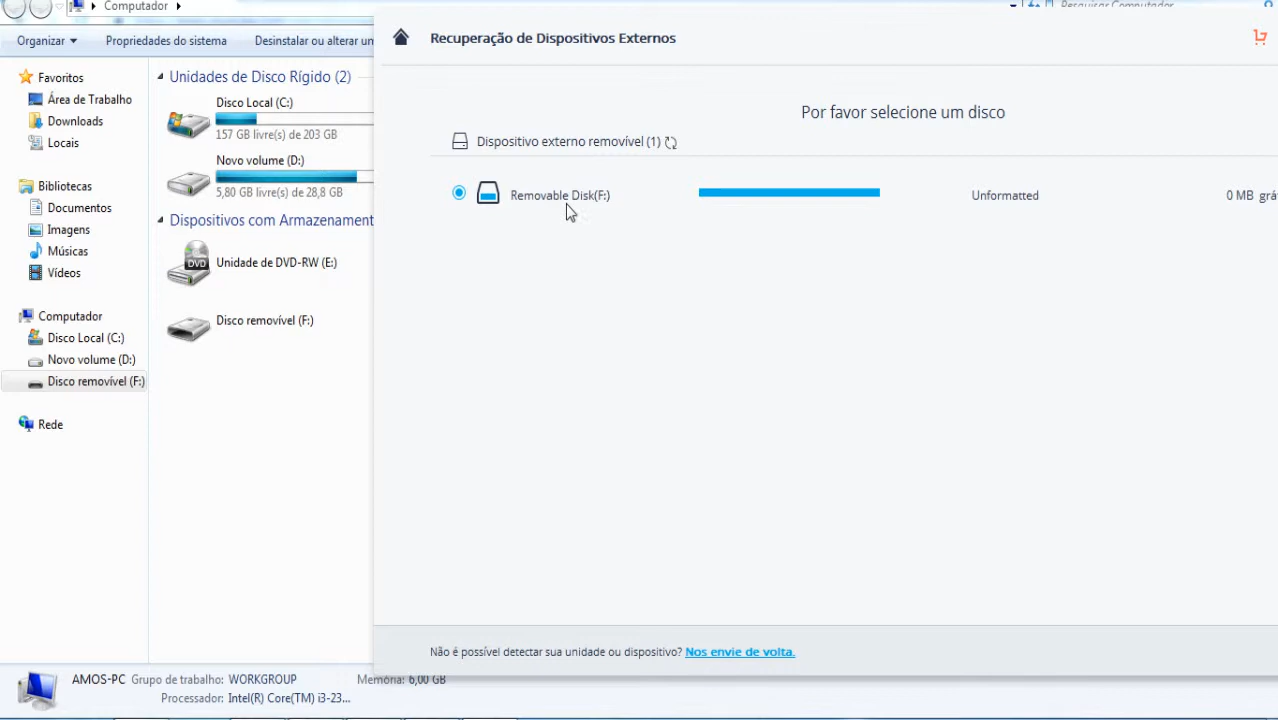 Computador
Pesquisar Computador
Organizar
Propriedades do sistema
Desinstalar ou alterar um
Favoritos
Área de Trabalho
Downloads
Locais
Bibliotecas
Documentos
Imagens
Músicas
Vídeos
Computador
Disco Local (C:)
Novo volume (D:)
Disco removível (F:)
Rede
Unidades de Disco Rígido (2)
Disco Local (C:)
157 GB livre(s) de 203 GB
Novo volume (D:)
5,80 GB livre(s) de 28,8 GB
Dispositivos com Armazenament
DVD
Unidade de DVD-RW (E:)
Disco removível (F:)
Recuperação de Dispositivos Externos
Por favor selecione um disco
Dispositivo externo removível (1)
Removable Disk(F:)
Unformatted
0 MB grá
Não é possível detectar sua unidade ou dispositivo? Nos envie de volta.
AMOS-PC Grupo de trabalho: WORKGROUP
Memória: 6,00 GB
Processador: Intel(R) Core(TM) i3-23...